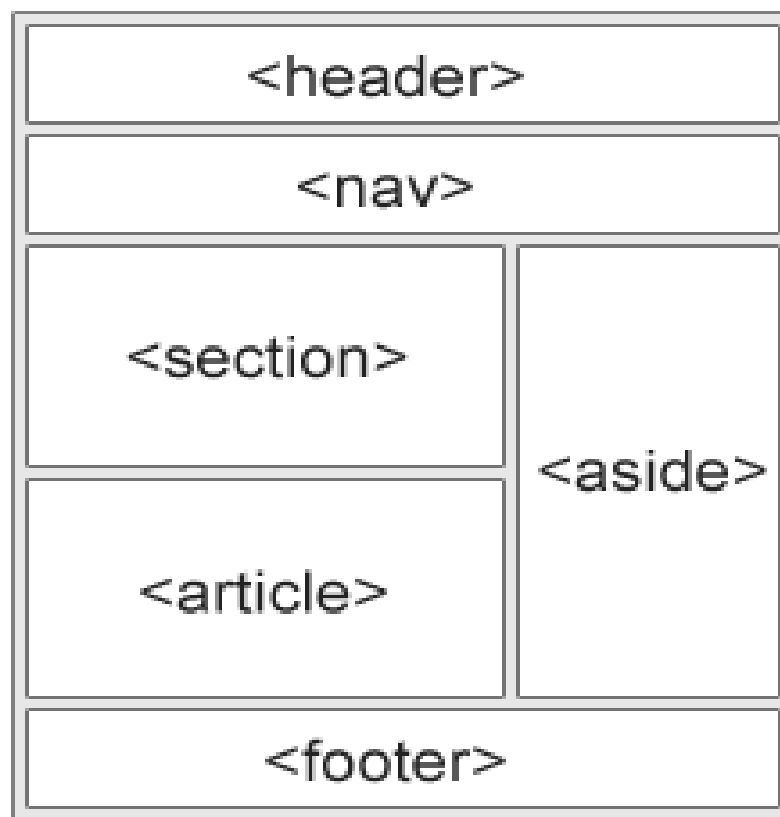 <header>
<nav>
<section>
<article>
<aside>
<footer>